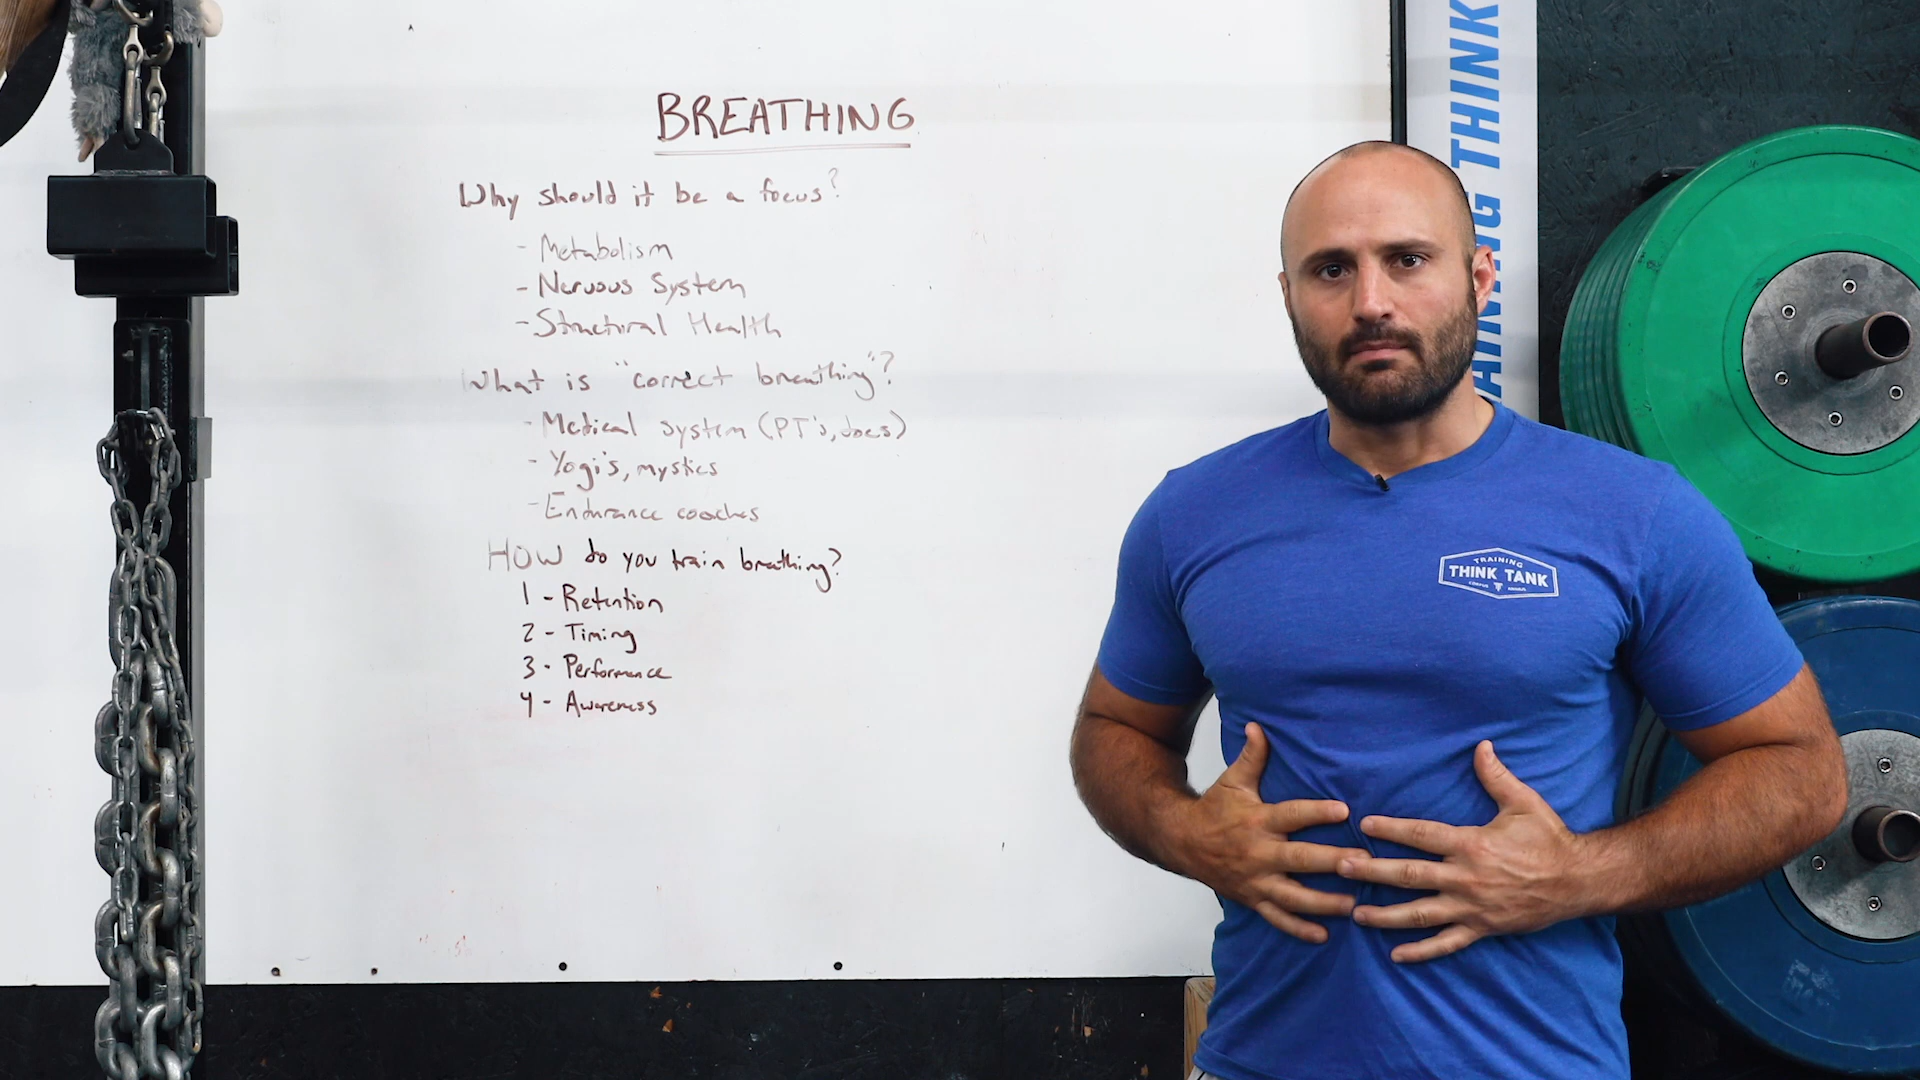 BREATHING
Why should it be a focus?
- Metabolism
- Nervous System
- Structural Health
What is "correct breathing"?
- Medical system (PT's, docs)
- Yogi's, mystics
- Endurance coaches
HOW do you train breathing?
1 - Retention
2 - Timing
3 - Performance
4 - Awareness
AINING THINK
TRAINING
THINK TANK